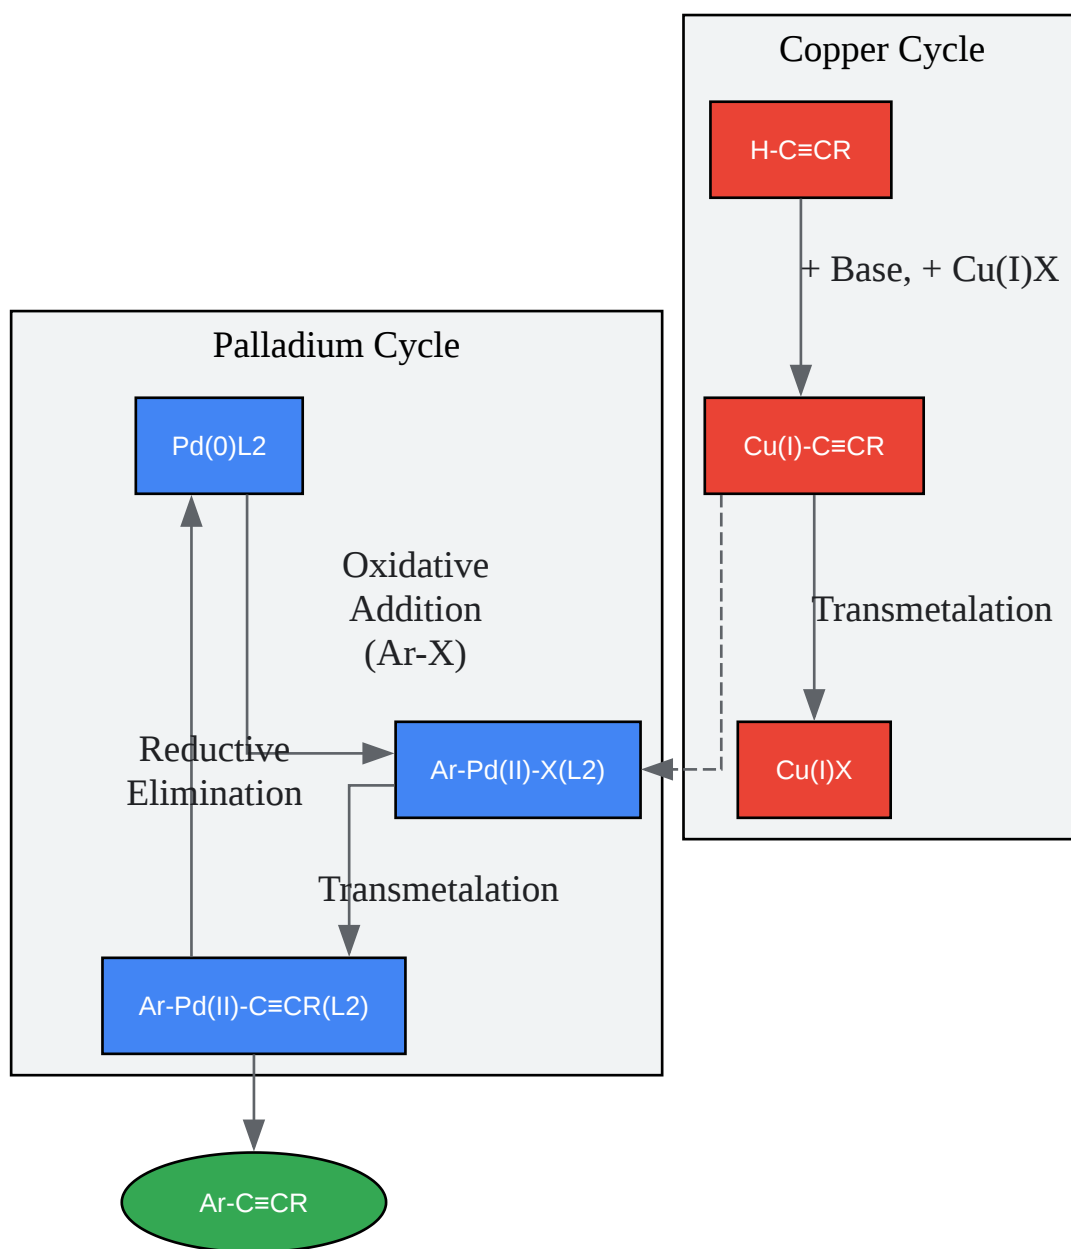 Copper Cycle
H-C≡CR
+ Base, + Cu(I)X
Palladium Cycle
Pd(0)L2
Cu(I)-C≡CR
Oxidative
Addition
(Ar-X)
Transmetalation
Reductive
Elimination
Ar-Pd(II)-X(L2)
Cu(I)X
Transmetalation
Ar-Pd(II)-C≡CR(L2)
Ar-C≡CR